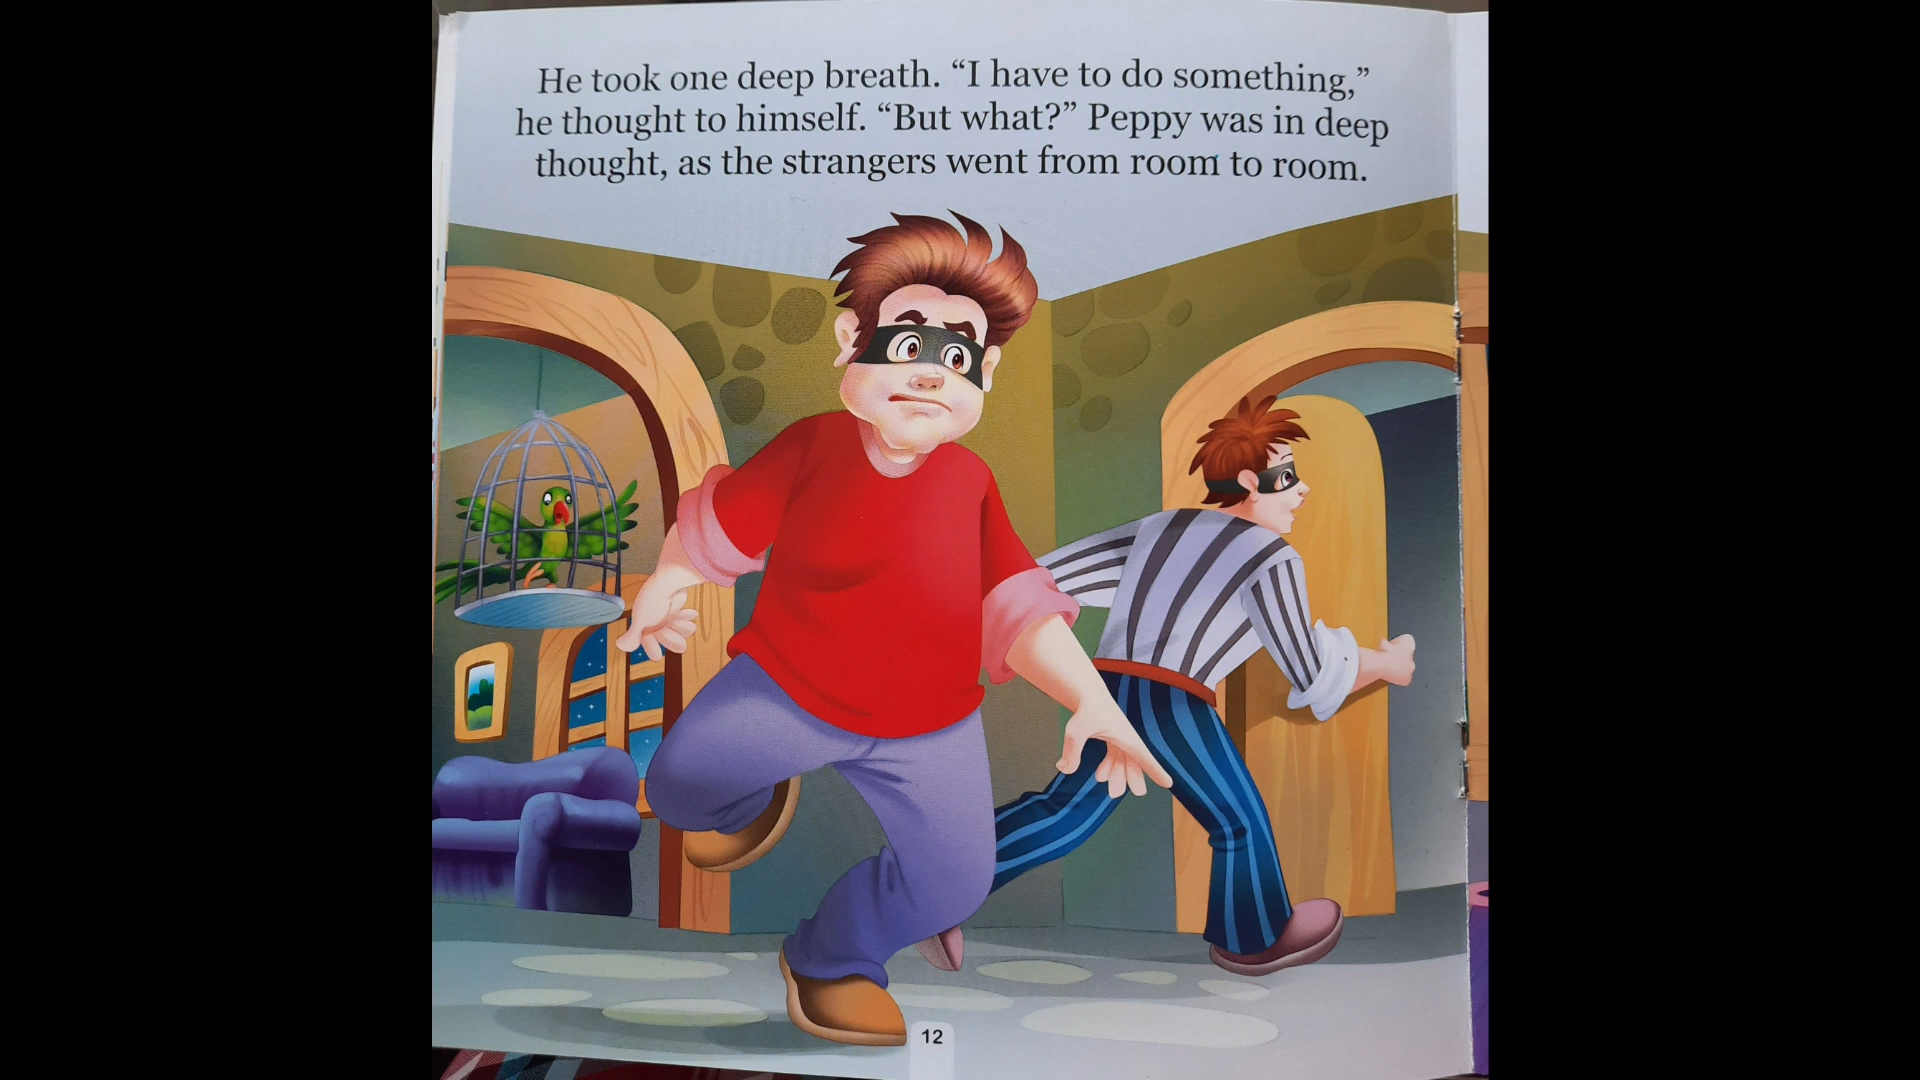 He took one deep breath. “I have to do something,”
he thought to himself. “But what?” Peppy was in deep
thought, as the strangers went from room to room.
12